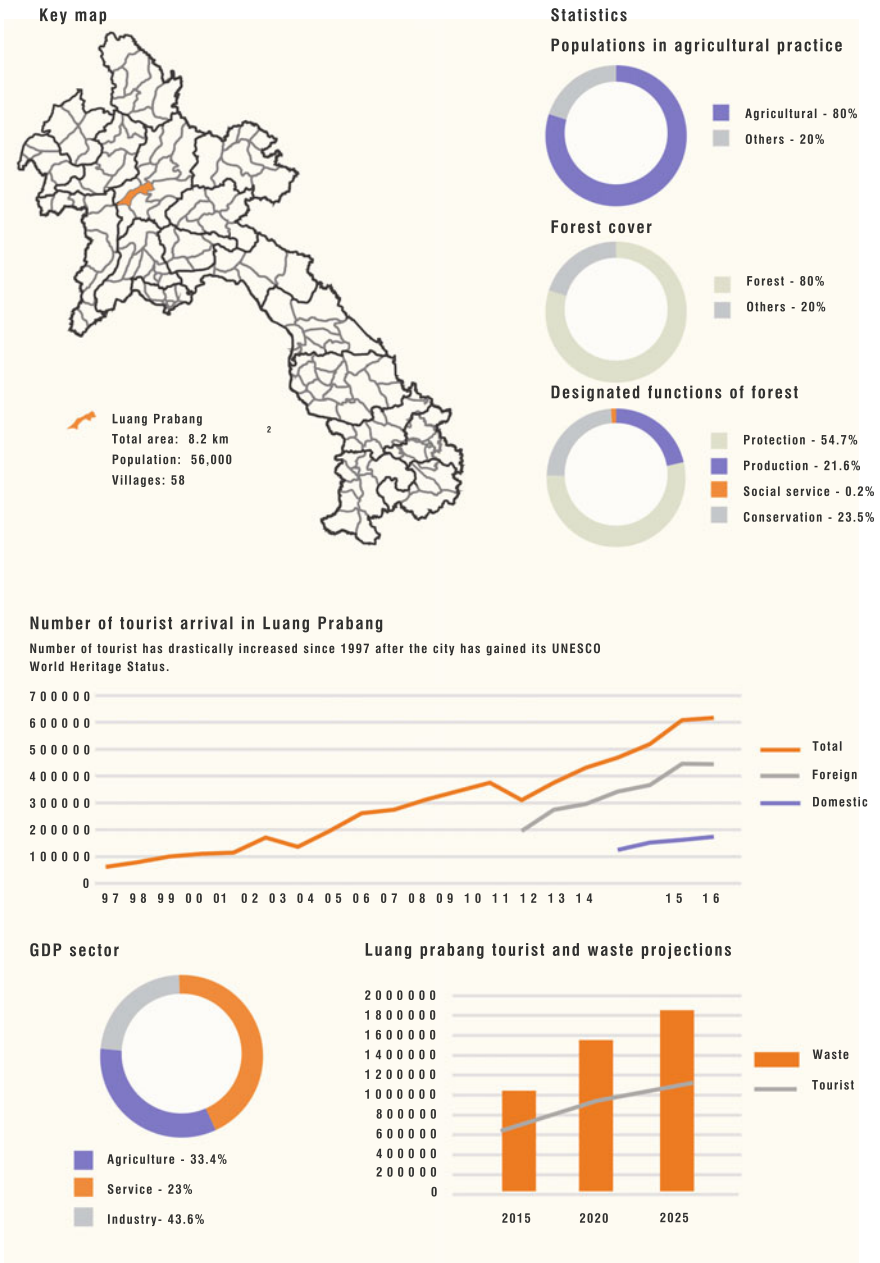 Key map
Luang Prabang
Total area: 8.2 km 2
Population: 56,000
Villages: 58
Statistics
Populations in agricultural practice
Agricultural - 80%
Others - 20%
Forest cover
Forest - 80%
Others - 20%
Designated functions of forest
Protection - 54.7%
Production - 21.6%
Social service - 0.2%
Conservation - 23.5%
Number of tourist arrival in Luang Prabang
Number of tourist has drastically increased since 1997 after the city has gained its UNESCO
World Heritage Status.
700000
600000
500000
400000
300000
200000
100000
0
97 98 99 00 01 02 03 04 05 06 07 08 09 10 11 12 13 14 15 16
Total
Foreign
Domestic
GDP sector
Agriculture - 33.4%
Service - 23%
Industry- 43.6%
Luang prabang tourist and waste projections
2000000
1800000
1600000
1400000
1200000
1000000
800000
600000
400000
200000
0
2015 2020 2025
Waste
Tourist